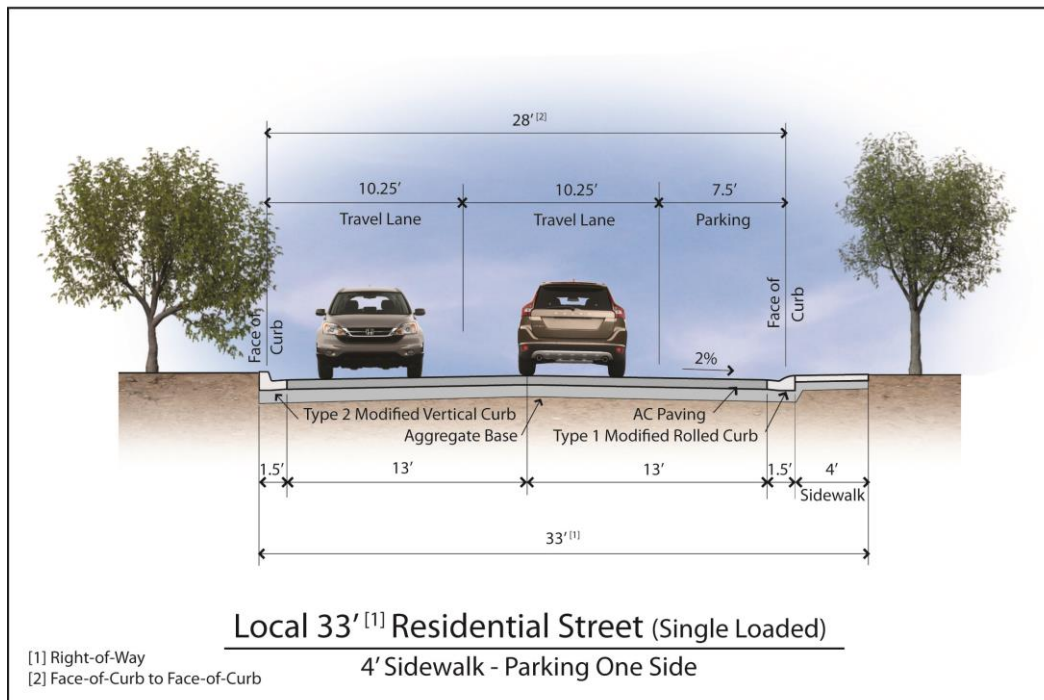 28′ [2]
10.25′ 10.25′ 7.5′
Travel Lane Travel Lane Parking
Face of
Curb
Face of
Curb
2%
Type 2 Modified Vertical Curb AC Paving
Aggregate Base Type 1 Modified Rolled Curb
1.5′ 13′ 13′ 1.5′ 4′
Sidewalk
33′ [1]
Local 33′ [1] Residential Street (Single Loaded)
4′ Sidewalk - Parking One Side
[1] Right-of-Way
[2] Face-of-Curb to Face-of-Curb